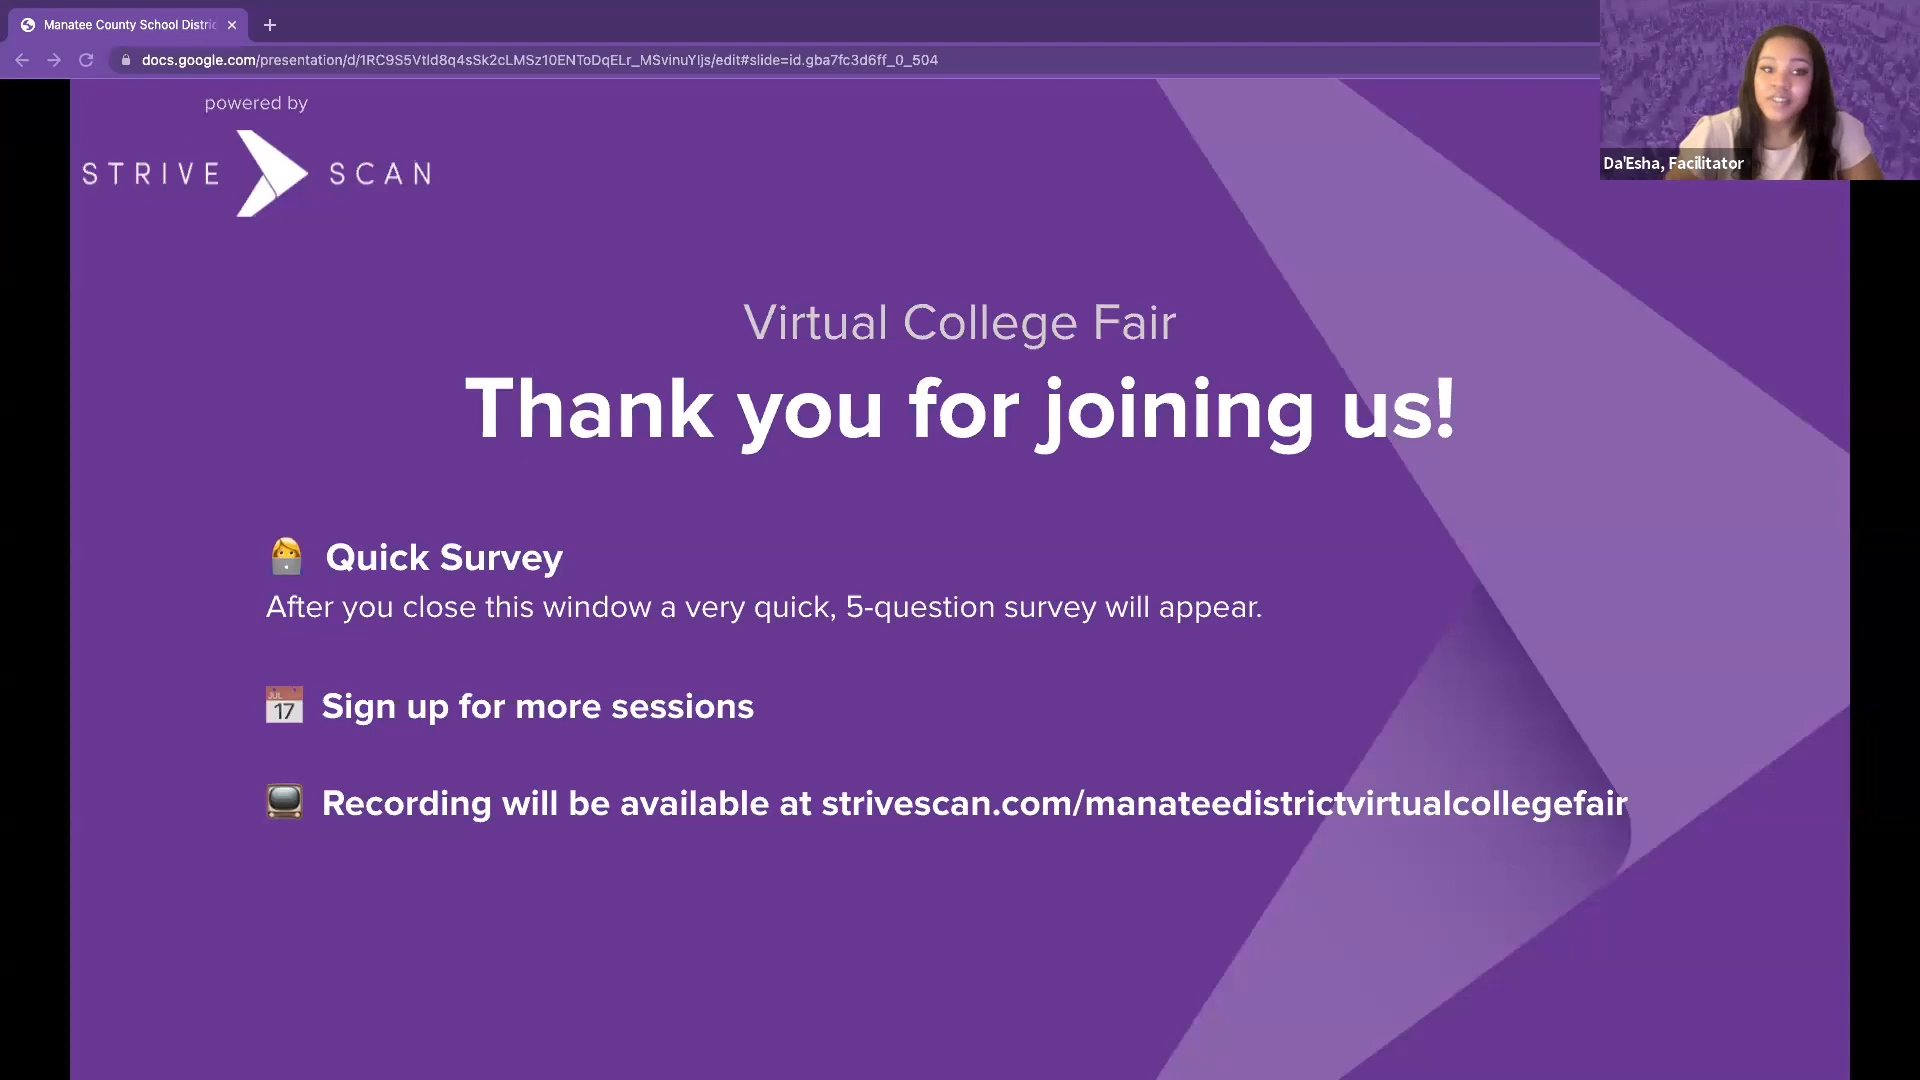 Manatee County School Distric
docs.google.com/presentation/d/1RC9S5Vtld8q4sSk2cLMSz10ENToDqELr_MSvinuYIjs/edit#slide=id.gba7fc3d6ff_0_504
Da'Esha, Facilitator
powered by
STRIVE SCAN
Virtual College Fair
Thank you for joining us!
Quick Survey
After you close this window a very quick, 5-question survey will appear.
JUL
17
Sign up for more sessions
Recording will be available at strivescan.com/manateedistrictvirtualcollegefair